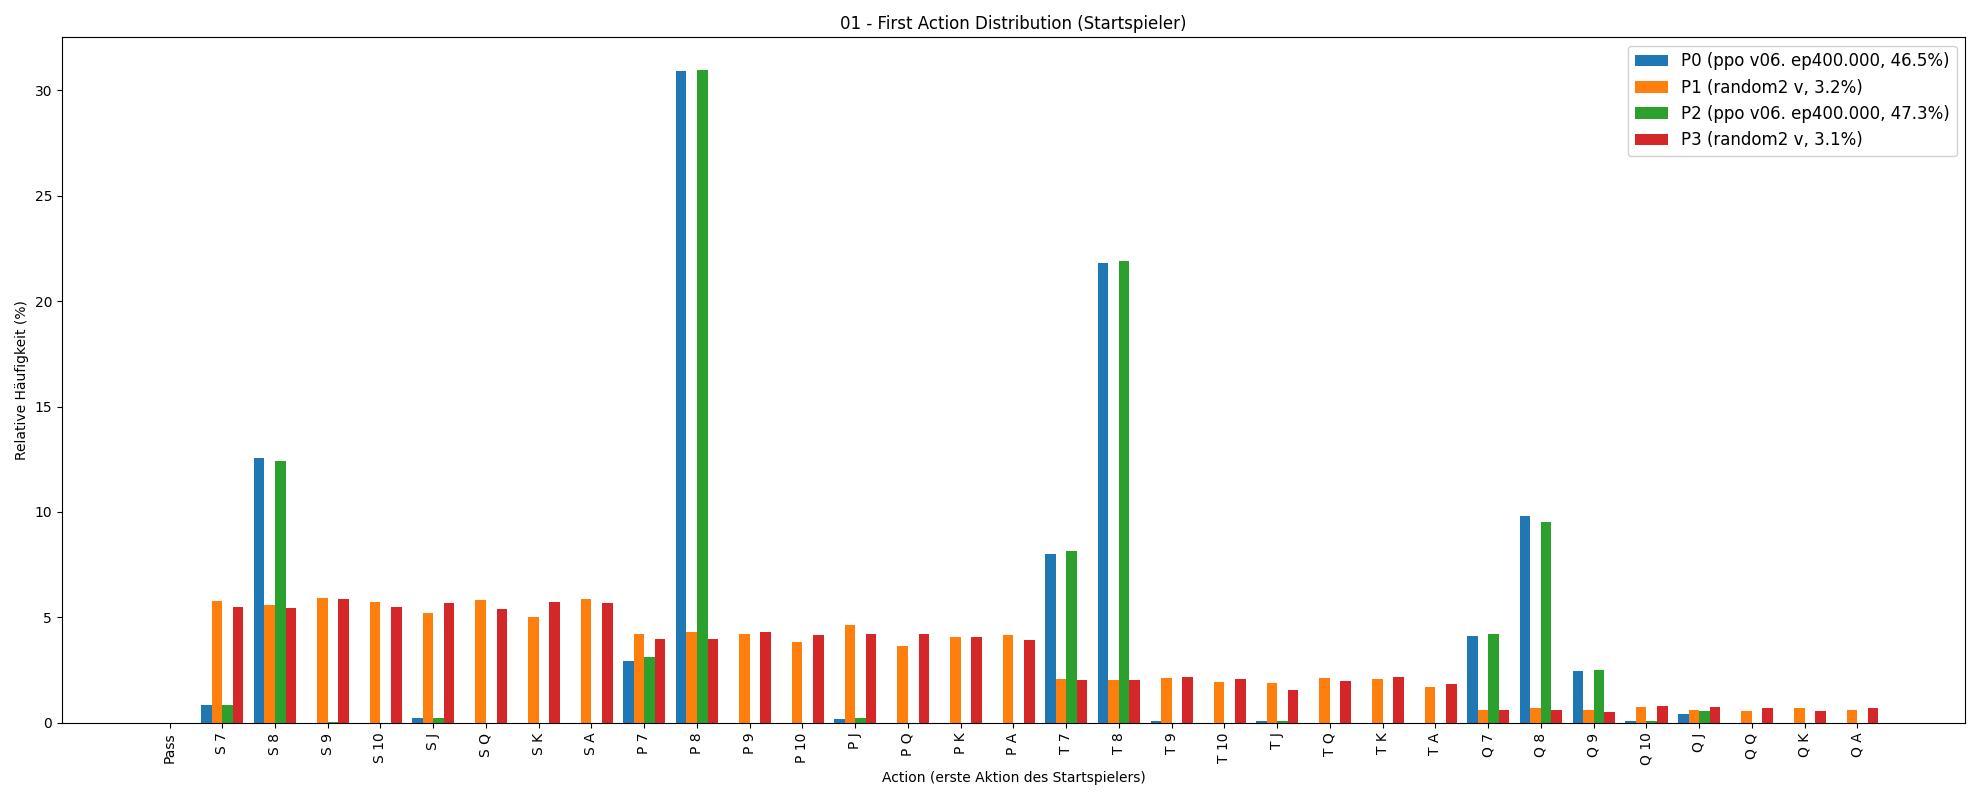 01 - First Action Distribution (Startspieler)
P0 (ppo v06. ep400.000, 46.5%)
P1 (random2 v, 3.2%)
P2 (ppo v06. ep400.000, 47.3%)
P3 (random2 v, 3.1%)
Relative Häufigkeit (%)
30
25
20
15
10
5
0
Pass
S 7
S 8
S 9
S 10
S J
S Q
S K
S A
P 7
P 8
P 9
P 10
P J
P Q
P K
P A
T 7
T 8
T 9
T 10
T J
T Q
T K
T A
Q 7
Q 8
Q 9
Q 10
Q J
Q Q
Q K
Q A
Action (erste Aktion des Startspielers)